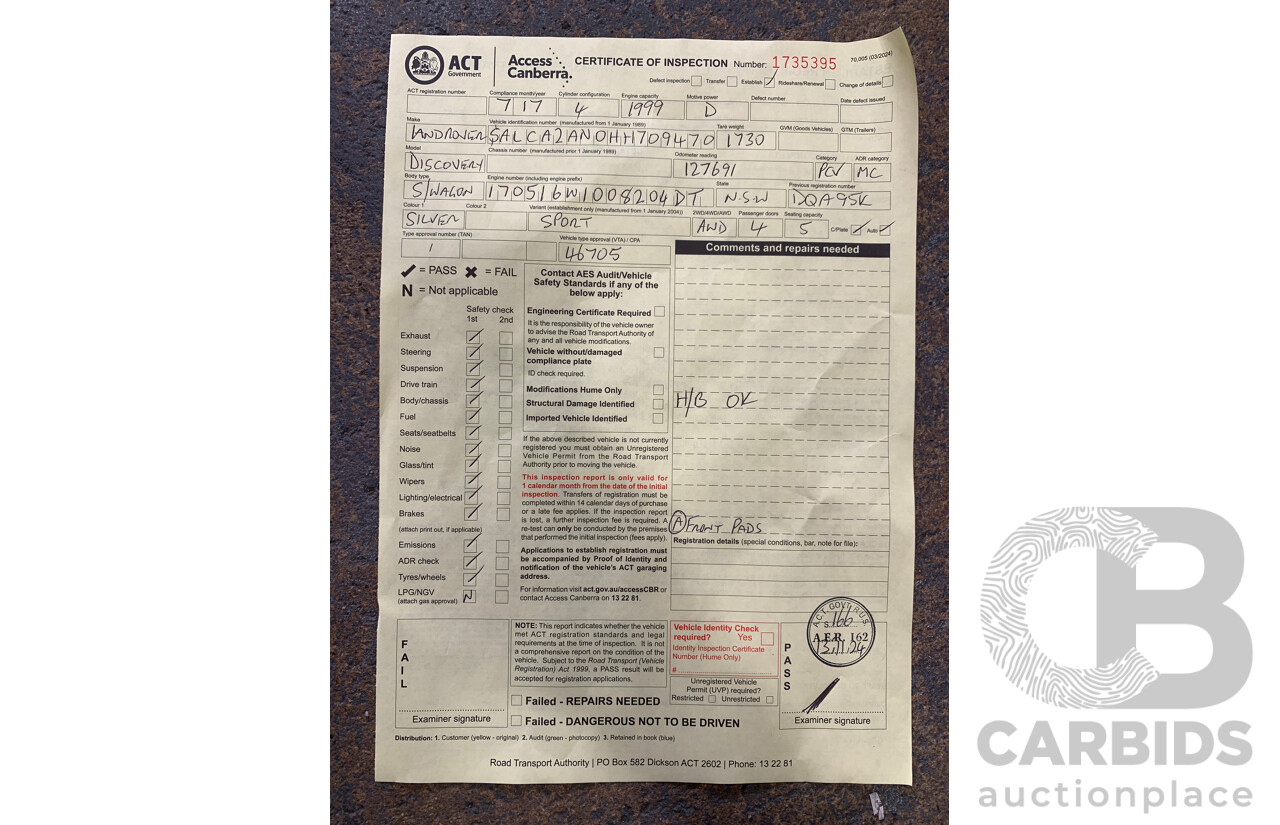 ACT
Government
Access
Canberra.
CERTIFICATE OF INSPECTION Number: 1735395 70,005 (03/2024)
Defect inspection Transfer Establish Rideshare/Renewal Change of details
ACT registration number Compliance month/year Cylinder configuration Engine capacity Motive power Defect number Date defect issued
7 17 4 1999 D
Make Vehicle identification number (manufactured from 1 January 1989) Tare weight GVM (Goods Vehicles) GTM (Trailers)
LANDROVER SALCA2AN0HH709470 1730
Model Chassis number (manufactured prior 1 January 1989) Odometer reading Category ADR category
DISCOVERY 127691 PCV MC
Body type Engine number (including engine prefix) State Previous registration number
S/WAGON 170516W1008204DT N.S.W DQA95K
Colour 1 Colour 2 Variant (establishment only (manufactured from 1 January 2004)) 2WD/4WD/AWD Passenger doors Seating capacity
SILVER SPORT AWD 4 5 C/Plate Auto
Type approval number (TAN) Vehicle type approval (VTA) / CPA
1 46705
Comments and repairs needed
= PASS = FAIL
N = Not applicable
Safety check
1st 2nd
Exhaust
Steering
Suspension
Drive train
Body/chassis
Fuel
Seats/seatbelts
Noise
Glass/tint
Wipers
Lighting/electrical
Brakes
(attach print out, if applicable)
Emissions
ADR check
Tyres/wheels
LPG/NGV N
(attach gas approval)
Contact AES Audit/Vehicle
Safety Standards if any of the
below apply:
Engineering Certificate Required
It is the responsibility of the vehicle owner
to advise the Road Transport Authority of
any and all vehicle modifications.
Vehicle without/damaged
compliance plate
ID check required.
Modifications Hume Only
Structural Damage Identified
Imported Vehicle Identified
If the above described vehicle is not currently
registered you must obtain an Unregistered
Vehicle Permit from the Road Transport
Authority prior to moving the vehicle.
This inspection report is only valid for
1 calendar month from the date of the initial
inspection. Transfers of registration must be
completed within 14 calendar days of purchase
or a late fee applies. If the inspection report
is lost, a further inspection fee is required. A
re-test can only be conducted by the premises
that performed the initial inspection (fees apply).
Applications to establish registration must
be accompanied by Proof of Identity and
notification of the vehicle's ACT garaging
address.
For information visit act.gov.au/accessCBR or
contact Access Canberra on 13 22 81.
H/B OK
A FRONT PADS
Registration details (special conditions, bar, note for file):
FAIL
Examiner signature
NOTE: This report indicates whether the vehicle
met ACT registration standards and legal
requirements at the time of inspection. It is not
a comprehensive report on the condition of the
vehicle. Subject to the Road Transport (Vehicle
Registration) Act 1999, a PASS result will be
accepted for registration applications.
Failed - REPAIRS NEEDED
Failed - DANGEROUS NOT TO BE DRIVEN
Vehicle Identity Check
required? Yes
Identity Inspection Certificate
Number (Hume Only)
#
Unregistered Vehicle
Permit (UVP) required?
Restricted Unrestricted
PASS
166
A.E.R. 162
13.11.24
Examiner signature
Distribution: 1. Customer (yellow - original) 2. Audit (green - photocopy) 3. Retained in book (blue)
Road Transport Authority | PO Box 582 Dickson ACT 2602 | Phone: 13 22 81
CARBIDS
auctionplace